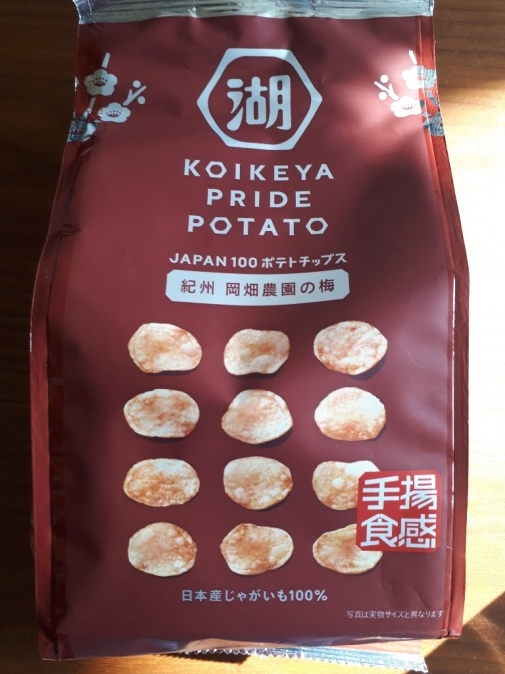 湖
KOIKEYA
PRIDE
POTATO
JAPAN 100 ポテトチップス
紀州 岡畑農園の梅
手揚
食感
日本産じゃがいも100%
写真は実物サイズと異なります